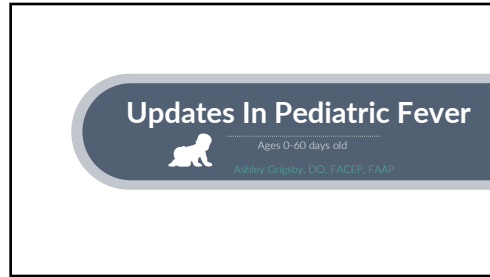 Updates In Pediatric Fever
Ages 0-60 days old
Ashley Grigsby, DO, FACEP, FAAP